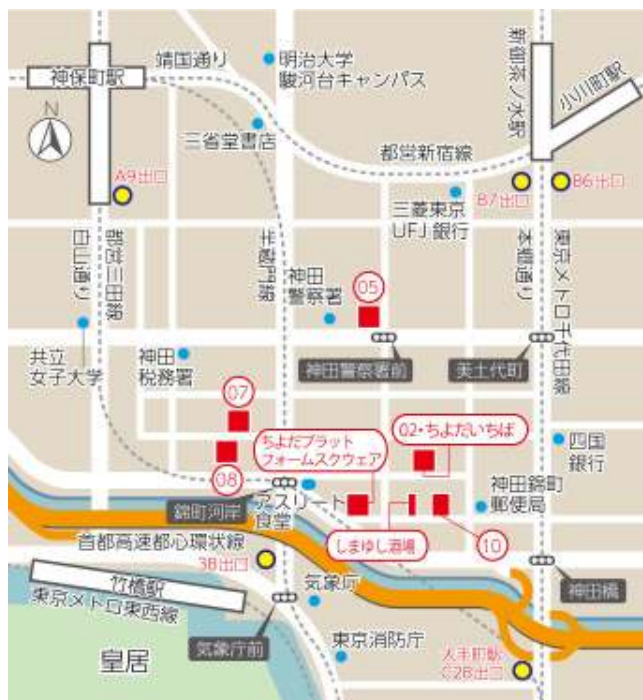 靖国通り
明治大学
駿河台キャンパス
神保町駅
新御茶ノ水駅
小川町駅
N
三省堂書店
都営新宿線
A9出口
三菱東京
UFJ銀行
B7出口
B6出口
白山通り
都営三田線
半蔵門線
本郷通り
東京メトロ千代田線
神田
警察署
05
共立
女子大学
神田
税務署
神田警察署前
美土代町
07
08
ちよだプラット
フォームスクウェア
02・ちよだいちば
四国
銀行
錦町河岸
アスリート
食堂
神田錦町
郵便局
しまゆし酒場
10
首都高速都心環状線
3B出口
竹橋駅
東京メトロ東西線
気象庁
神田橋
気象庁前
東京消防庁
大手町駅
C2B出口
皇居